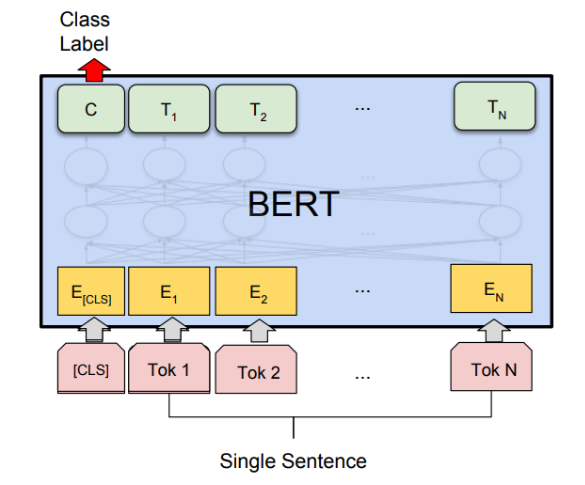 Class
Label
C T1 T2 ... TN
...
BERT
...
E[CLS] E1 E2 ... EN
[CLS] Tok 1 Tok 2 ... Tok N
Single Sentence